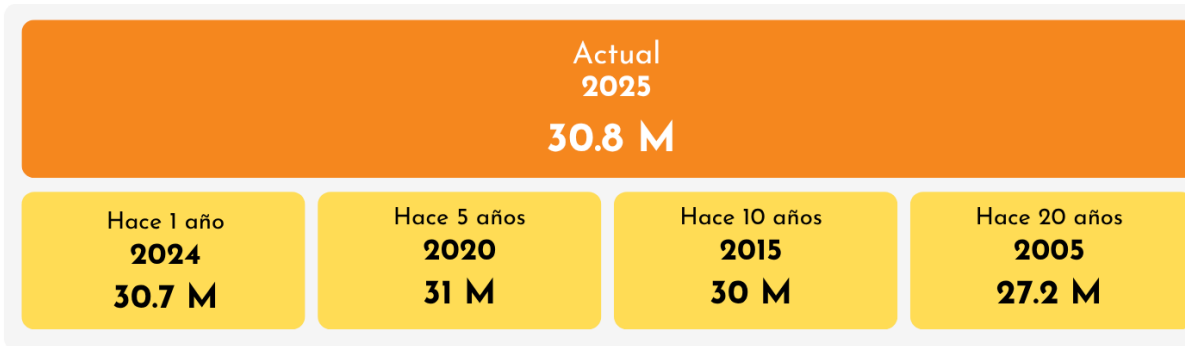 Actual
2025
30.8 M
Hace 1 año
2024
30.7 M
Hace 5 años
2020
31 M
Hace 10 años
2015
30 M
Hace 20 años
2005
27.2 M